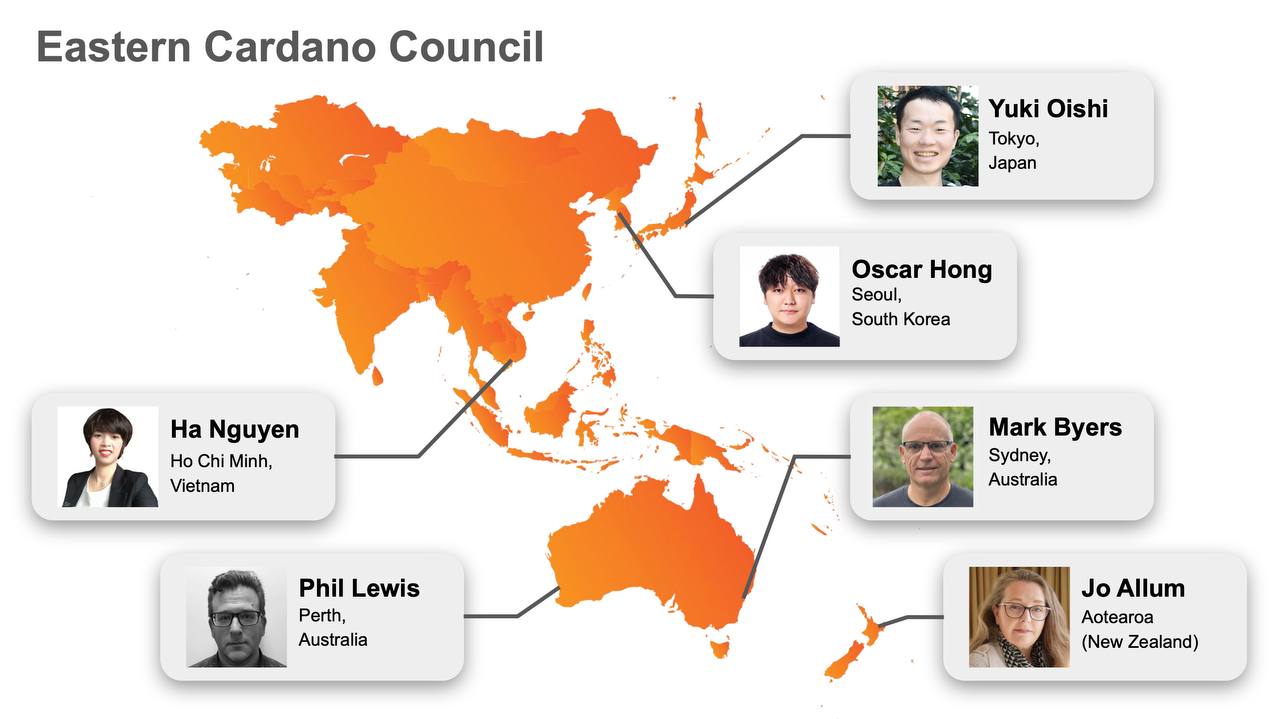 Eastern Cardano Council
Yuki Oishi
Tokyo,
Japan
Oscar Hong
Seoul,
South Korea
Ha Nguyen
Ho Chi Minh,
Vietnam
Mark Byers
Sydney,
Australia
Phil Lewis
Perth,
Australia
Jo Allum
Aotearoa
(New Zealand)